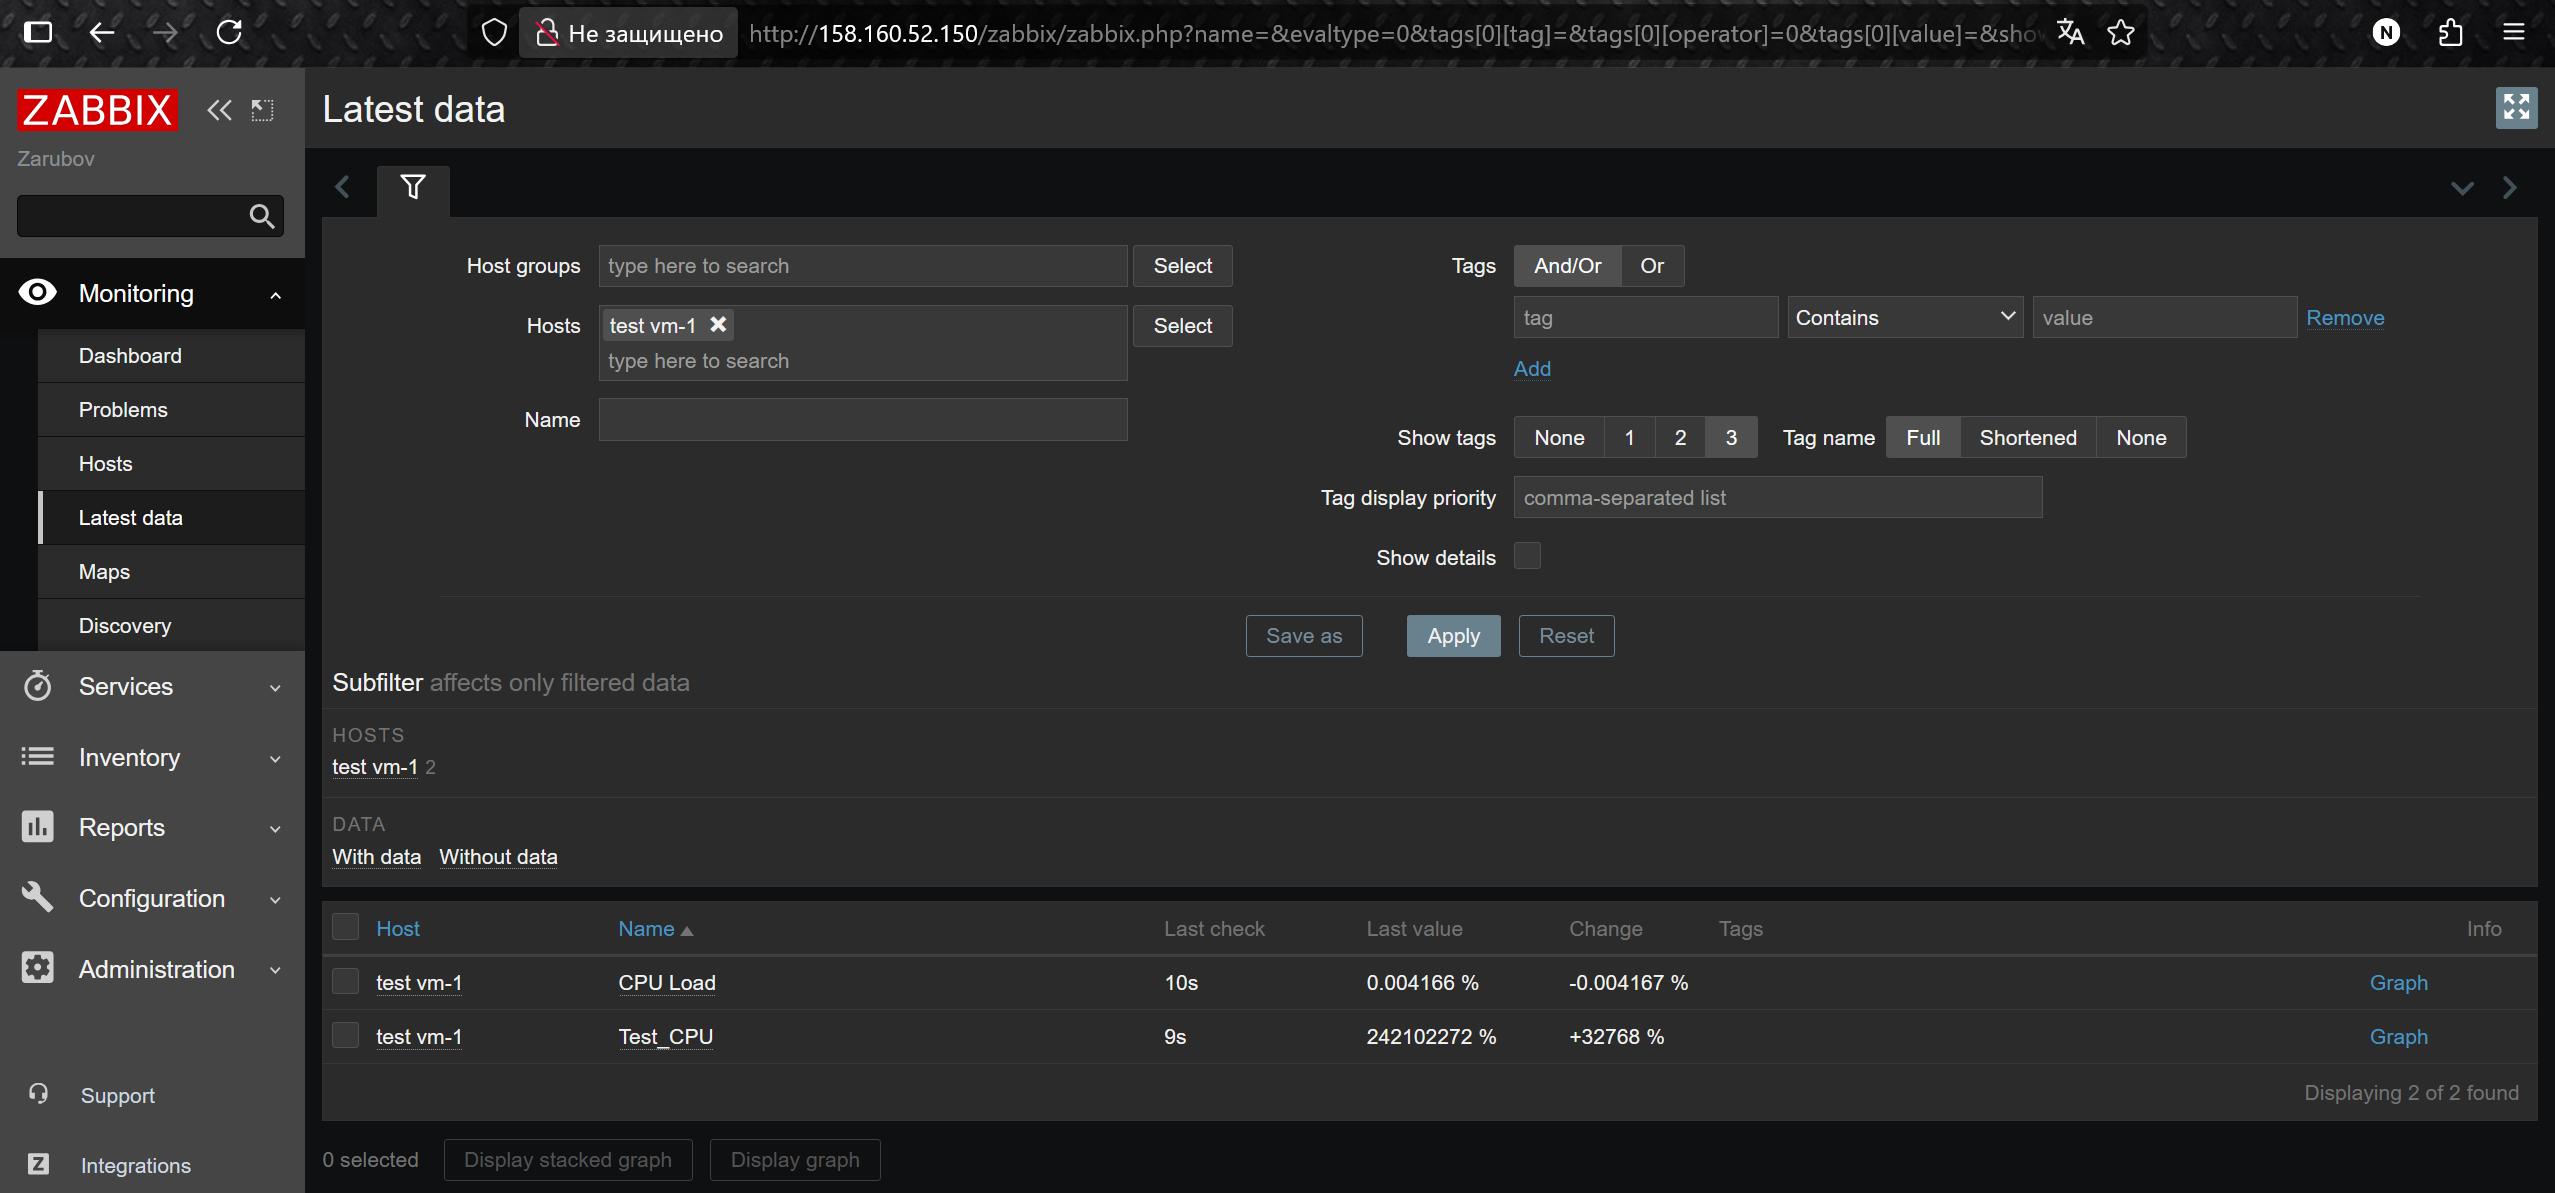 Не защищено http://158.160.52.150/zabbix/zabbix.php?name=&evaltype=0&tags[0][tag]=&tags[0][operator]=0&tags[0][value]=&sho
N
ZABBIX
Zarubov
Monitoring
Dashboard
Problems
Hosts
Latest data
Maps
Discovery
Services
Inventory
Reports
Configuration
Administration
Support
Z Integrations
Latest data
Host groups type here to search Select
Hosts test vm-1 Select
type here to search
Name
Tags And/Or Or
tag Contains value Remove
Add
Show tags None 1 2 3 Tag name Full Shortened None
Tag display priority comma-separated list
Show details
Save as Apply Reset
Subfilter affects only filtered data
HOSTS
test vm-1 2
DATA
With data Without data
Host Name Last check Last value Change Tags Info
test vm-1 CPU Load 10s 0.004166 % -0.004167 % Graph
test vm-1 Test_CPU 9s 242102272 % +32768 % Graph
Displaying 2 of 2 found
0 selected Display stacked graph Display graph